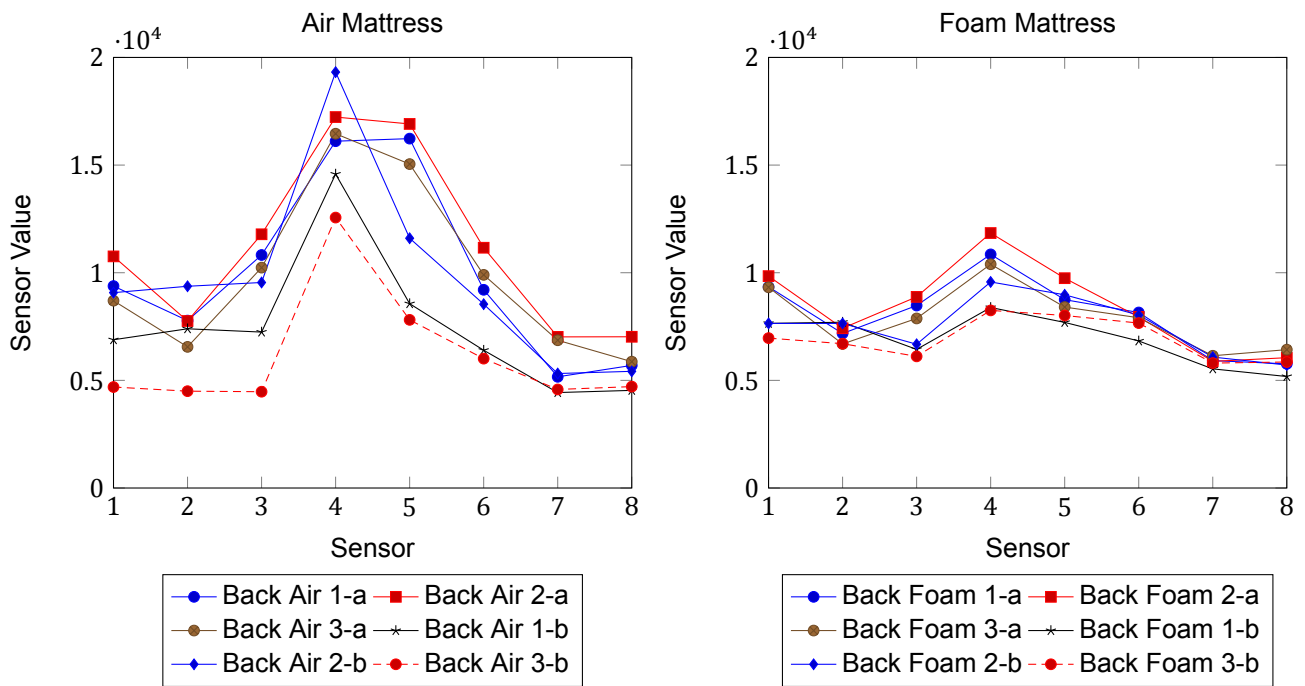 Air Mattress
·10⁴
2
1.5
1
0.5
0
1 2 3 4 5 6 7 8
Sensor Value
Sensor
Back Air 1-a Back Air 2-a
Back Air 3-a Back Air 1-b
Back Air 2-b Back Air 3-b
Foam Mattress
·10⁴
2
1.5
1
0.5
0
1 2 3 4 5 6 7 8
Sensor Value
Sensor
Back Foam 1-a Back Foam 2-a
Back Foam 3-a Back Foam 1-b
Back Foam 2-b Back Foam 3-b